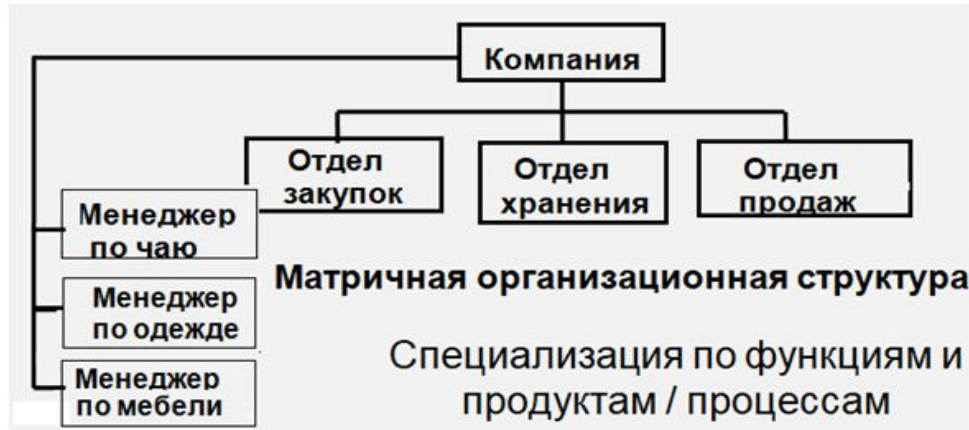 Компания
Отдел
закупок
Отдел
хранения
Отдел
продаж
Менеджер
по чаю
Менеджер
по одежде
Менеджер
по мебели
Матричная организационная структура
Специализация по функциям и
продуктам / процессам